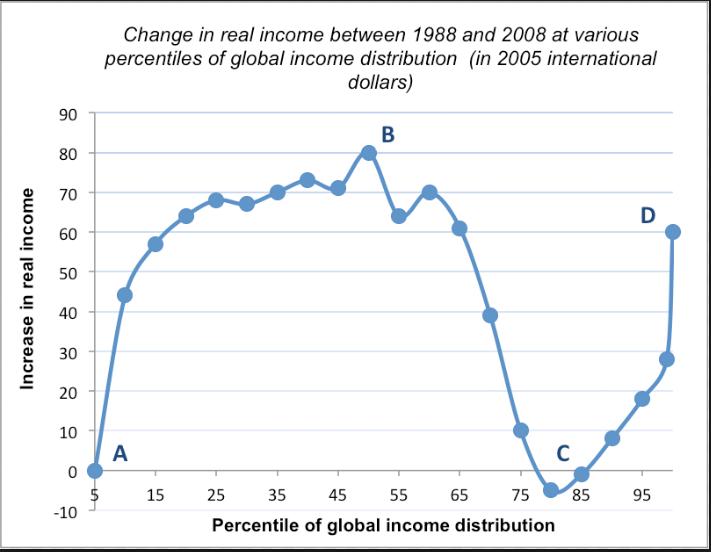 Change in real income between 1988 and 2008 at various
percentiles of global income distribution (in 2005 international
dollars)
90
80
70
60
50
40
30
20
10
0
-10
Increase in real income
A
B
C
D
5
15
25
35
45
55
65
75
85
95
Percentile of global income distribution